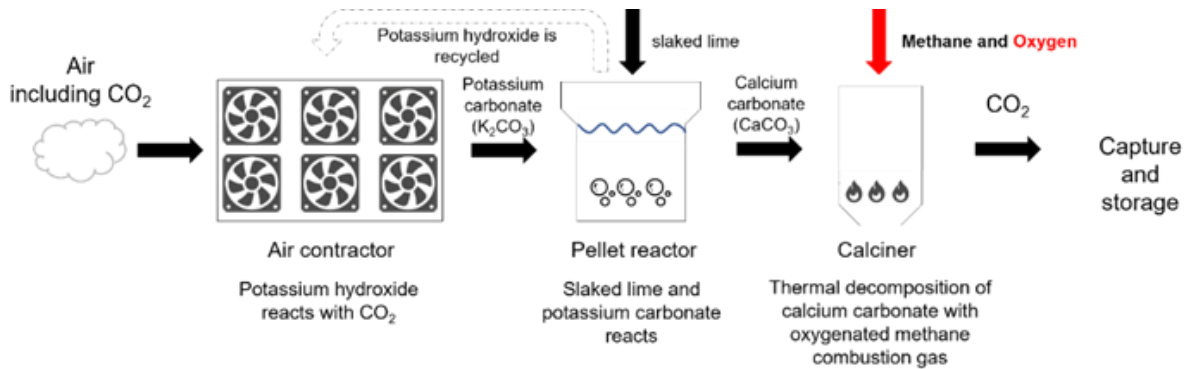 Air
including CO₂
Potassium hydroxide is
recycled
slaked lime
Methane and Oxygen
Potassium
carbonate
(K₂CO₃)
Calcium
carbonate
(CaCO₃)
CO₂
Capture
and
storage
Air contractor
Pellet reactor
Calciner
Potassium hydroxide
reacts with CO₂
Slaked lime and
potassium carbonate
reacts
Thermal decomposition of
calcium carbonate with
oxygenated methane
combustion gas